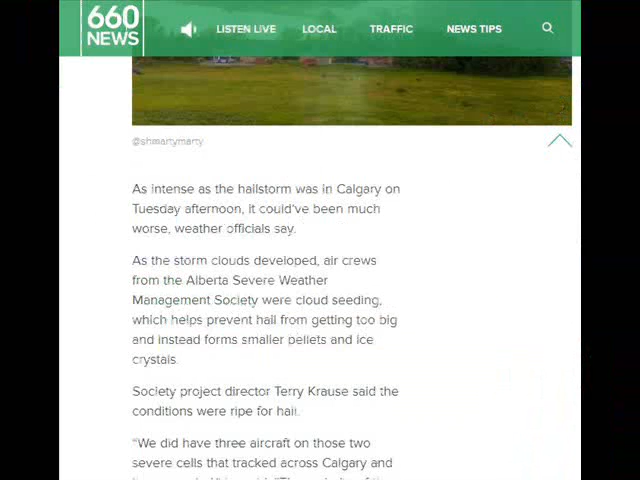 660
NEWS
LISTEN LIVE
LOCAL
TRAFFIC
NEWS TIPS
@shmartymarty
As intense as the hailstorm was in Calgary on
Tuesday afternoon, it could've been much
worse, weather officials say.
As the storm clouds developed, air crews
from the Alberta Severe Weather
Management Society were cloud seeding,
which helps prevent hail from getting too big
and instead forms smaller pellets and ice
crystals.
Society project director Terry Krause said the
conditions were ripe for hail.
“We did have three aircraft on those two
severe cells that tracked across Calgary and